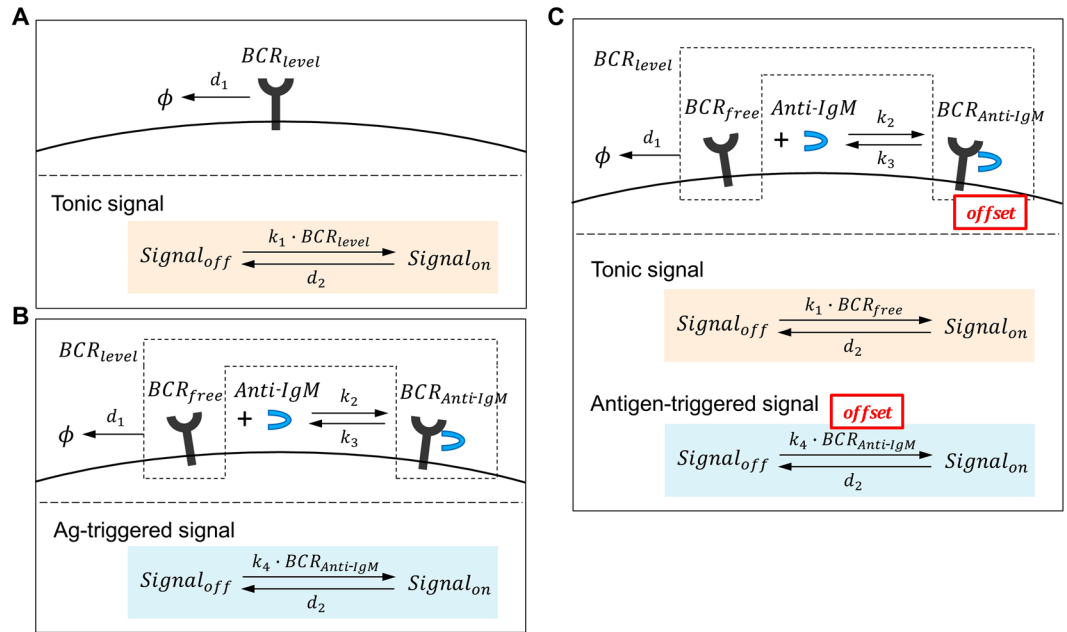 A
BCR_level
d_1
ϕ
Tonic signal
Signal_off k_1 · BCR_level Signal_on
d_2
B
BCR_level
BCR_free Anti-IgM BCR_Anti-IgM
+ k_2
k_3
d_1
ϕ
Ag-triggered signal
Signal_off k_4 · BCR_Anti-IgM Signal_on
d_2
C
BCR_level
BCR_free Anti-IgM BCR_Anti-IgM
+ k_2
k_3
d_1
ϕ
offset
Tonic signal
Signal_off k_1 · BCR_free Signal_on
d_2
Antigen-triggered signal offset
Signal_off k_4 · BCR_Anti-IgM Signal_on
d_2